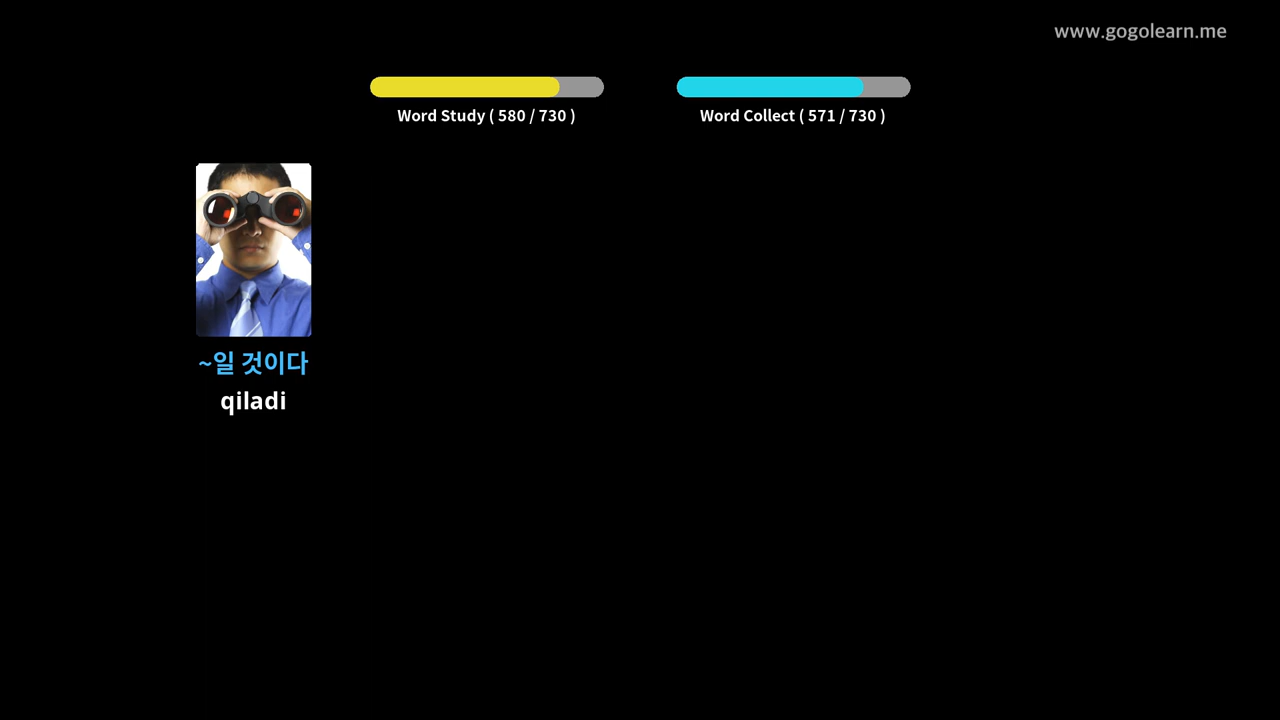 www.gogolearn.me
Word Study ( 580 / 730 )
Word Collect ( 571 / 730 )
~일 것이다
qiladi